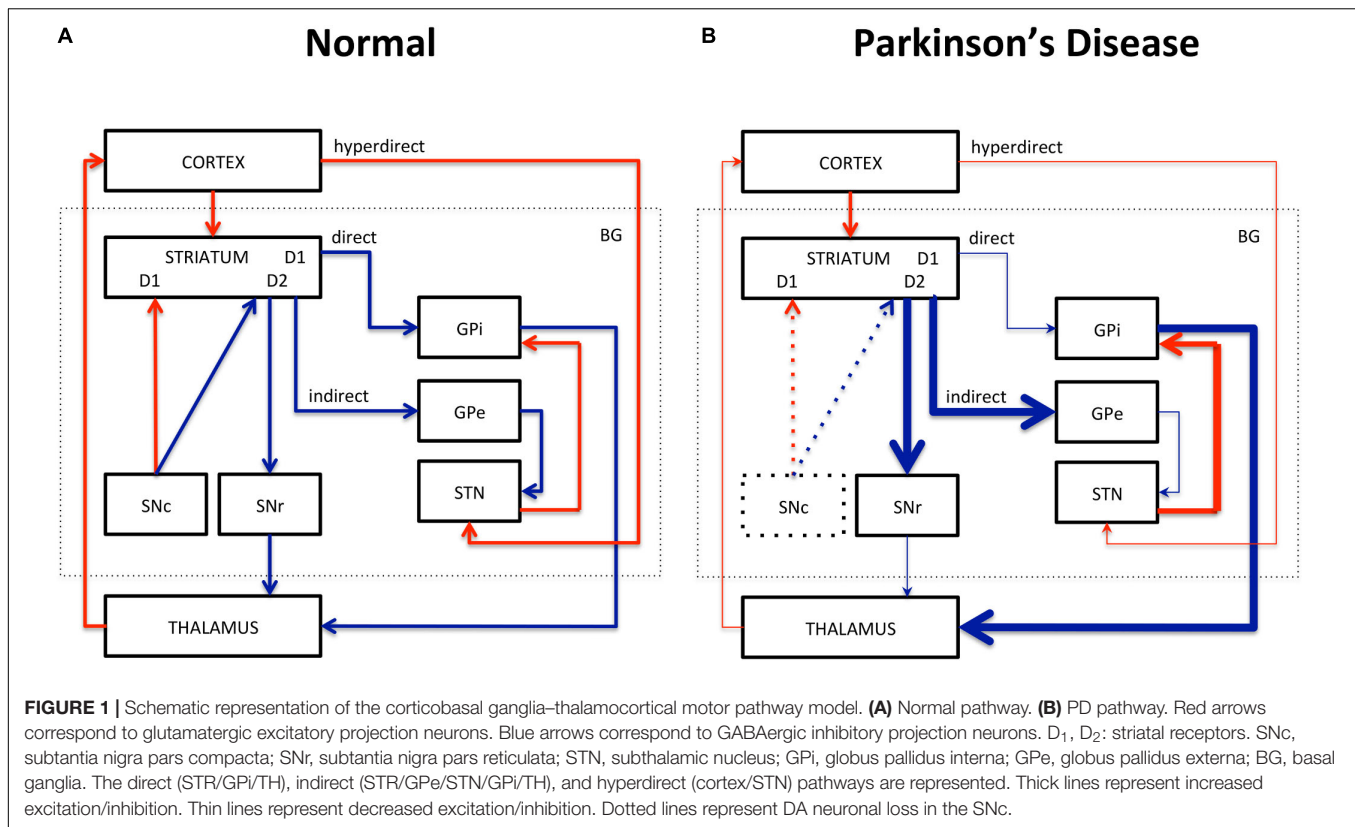 A
Normal
hyperdirect
CORTEX
direct
BG
STRIATUM
D1
D1
D2
GPi
indirect
GPe
SNc
SNr
STN
THALAMUS
B
Parkinson’s Disease
hyperdirect
CORTEX
direct
BG
STRIATUM
D1
D1
D2
GPi
indirect
GPe
SNc
SNr
STN
THALAMUS
FIGURE 1 | Schematic representation of the corticobasal ganglia–thalamocortical motor pathway model. (A) Normal pathway. (B) PD pathway. Red arrows
correspond to glutamatergic excitatory projection neurons. Blue arrows correspond to GABAergic inhibitory projection neurons. D₁, D₂: striatal receptors. SNc,
subtantia nigra pars compacta; SNr, subtantia nigra pars reticulata; STN, subthalamic nucleus; GPi, globus pallidus interna; GPe, globus pallidus externa; BG, basal
ganglia. The direct (STR/GPi/TH), indirect (STR/GPe/STN/GPi/TH), and hyperdirect (cortex/STN) pathways are represented. Thick lines represent increased
excitation/inhibition. Thin lines represent decreased excitation/inhibition. Dotted lines represent DA neuronal loss in the SNc.